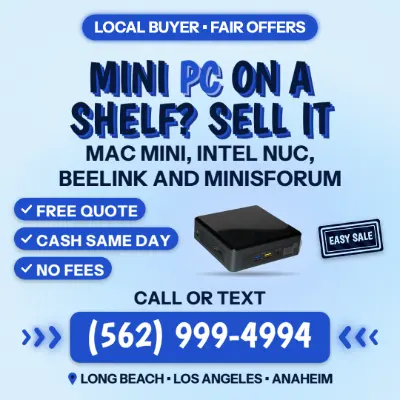 LOCAL BUYER • FAIR OFFERS
MINI PC ON A
SHELF? SELL IT
MAC MINI, INTEL NUC,
BEELINK AND MINISFORUM
FREE QUOTE
CASH SAME DAY
NO FEES
EASY SALE
CALL OR TEXT
(562) 999-4994
LONG BEACH • LOS ANGELES • ANAHEIM